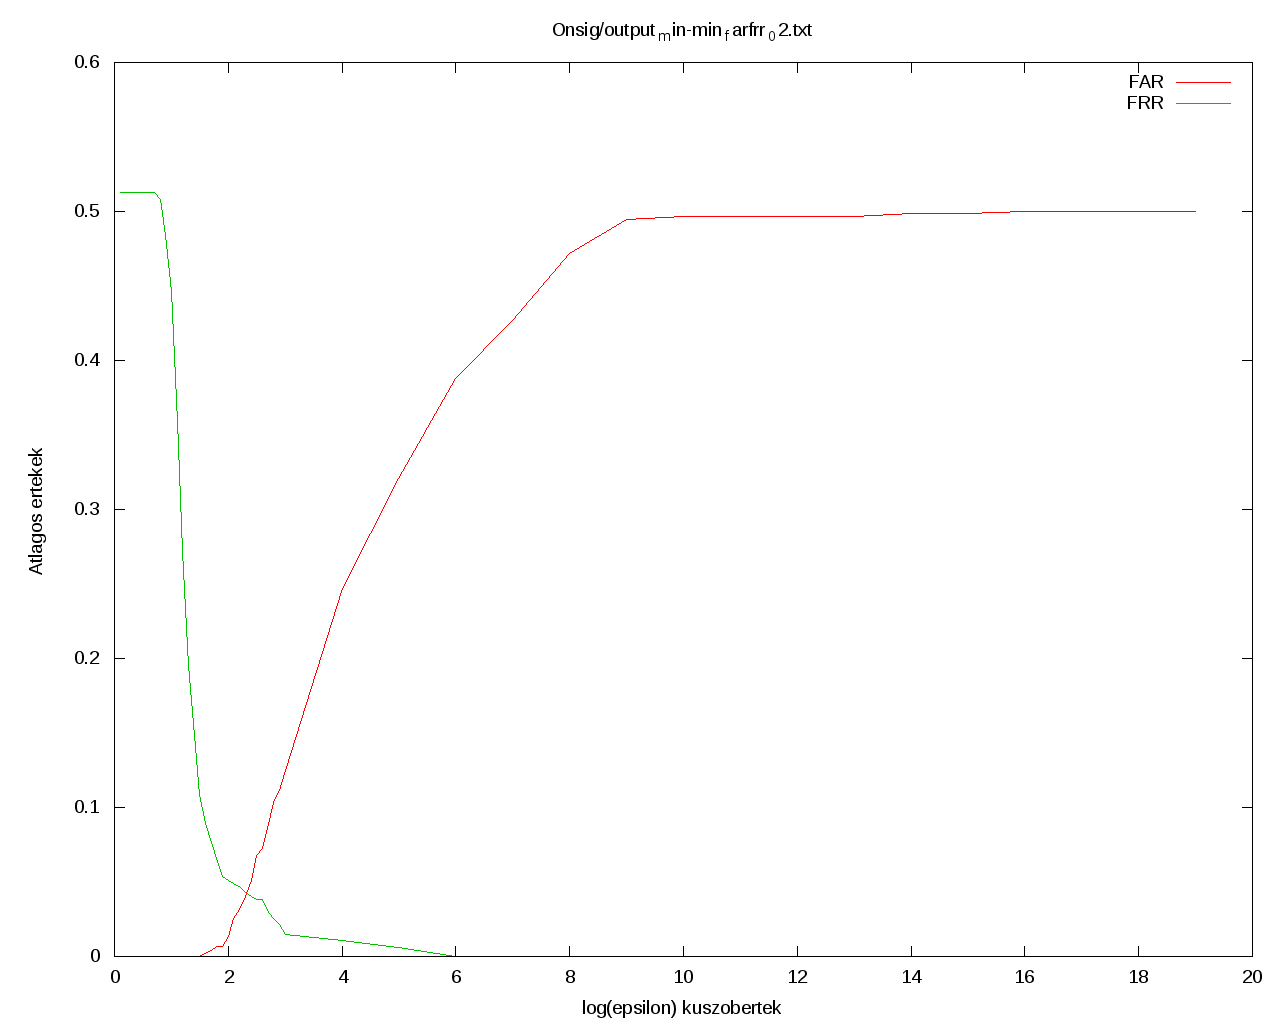 Onsig/output_min-min_farfrr_02.txt
FAR
FRR
0.6
0.5
0.4
0.3
0.2
0.1
0
Atlagos ertekek
0 2 4 6 8 10 12 14 16 18 20
log(epsilon) kuszobertek